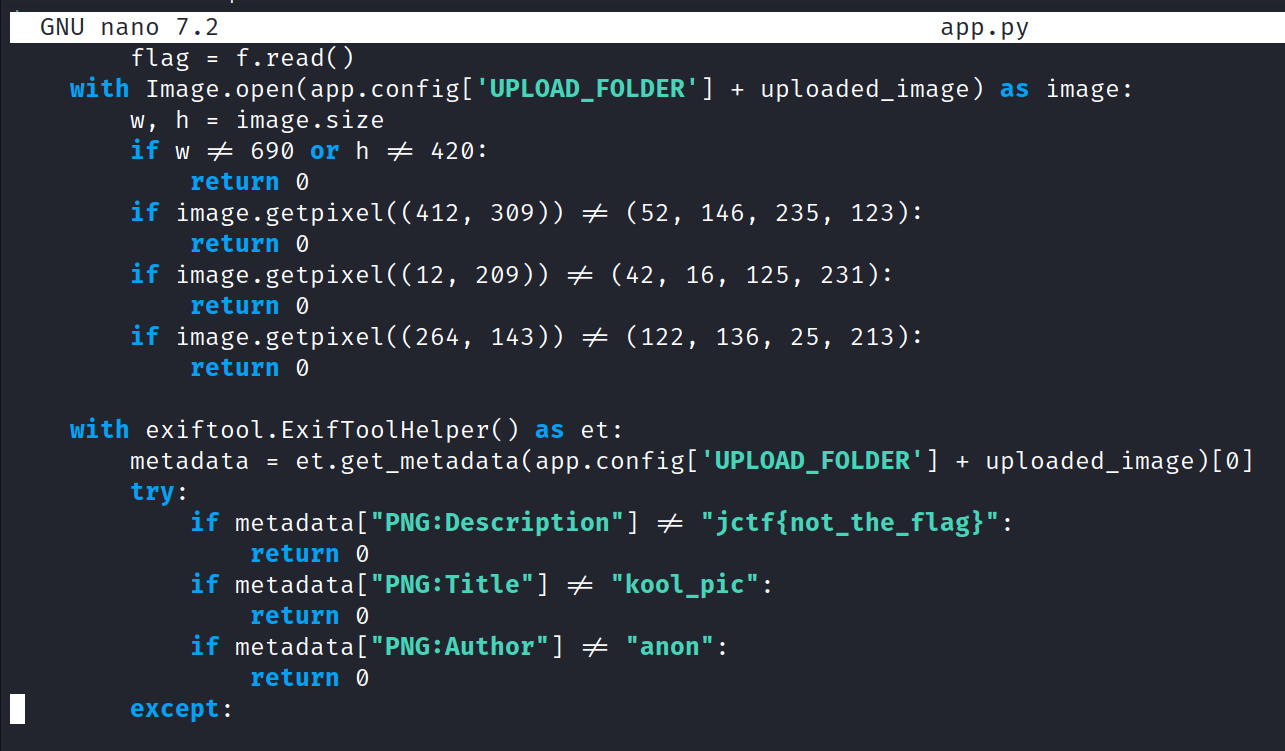 GNU nano 7.2 app.py
flag = f.read()
with Image.open(app.config['UPLOAD_FOLDER'] + uploaded_image) as image:
w, h = image.size
if w ≠ 690 or h ≠ 420:
return 0
if image.getpixel((412, 309)) ≠ (52, 146, 235, 123):
return 0
if image.getpixel((12, 209)) ≠ (42, 16, 125, 231):
return 0
if image.getpixel((264, 143)) ≠ (122, 136, 25, 213):
return 0
with exiftool.ExifToolHelper() as et:
metadata = et.get_metadata(app.config['UPLOAD_FOLDER'] + uploaded_image)[0]
try:
if metadata["PNG:Description"] ≠ "jctf{not_the_flag}":
return 0
if metadata["PNG:Title"] ≠ "kool_pic":
return 0
if metadata["PNG:Author"] ≠ "anon":
return 0
except: